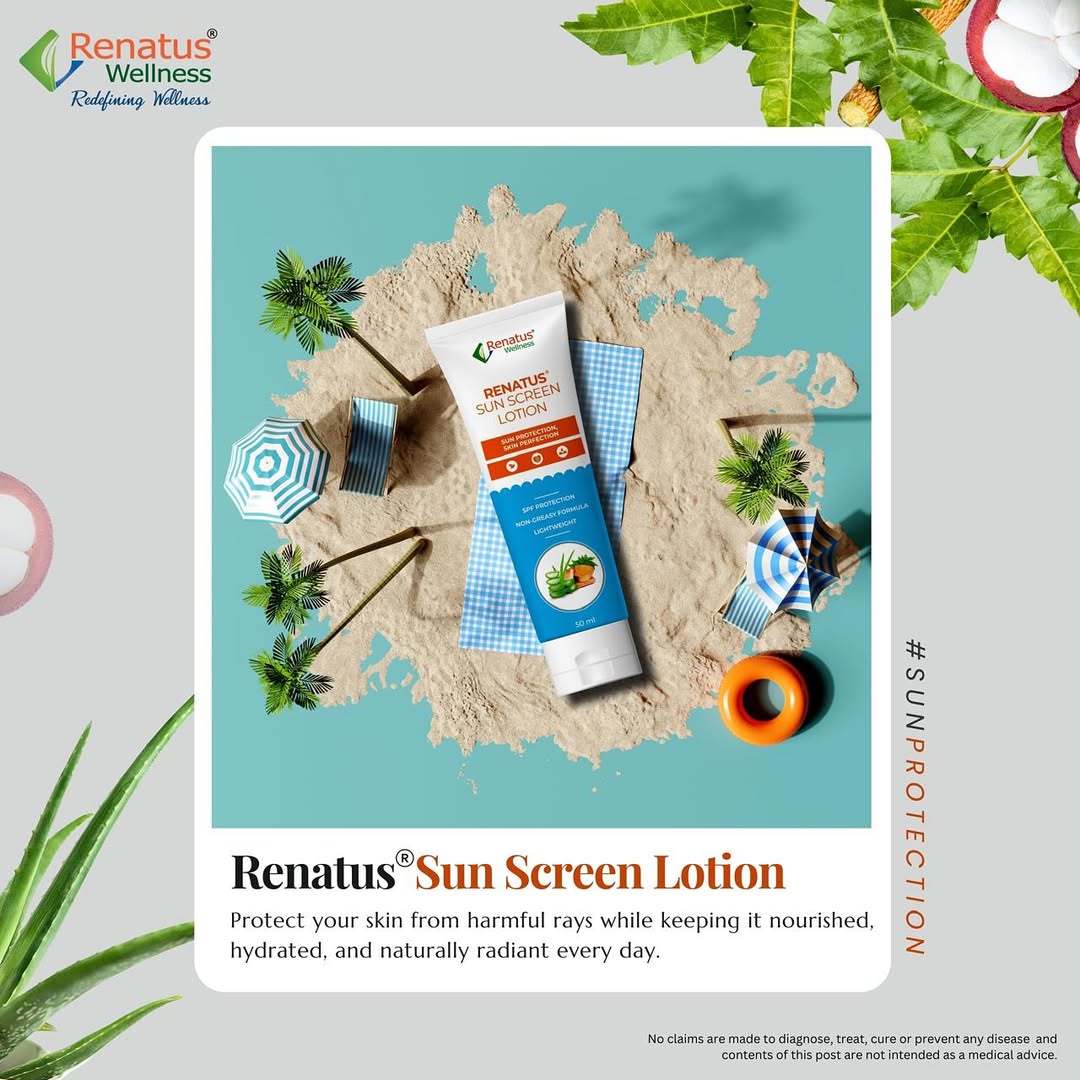 Renatus®
Wellness
Redefining Wellness
Renatus®
Wellness
RENATUS®
SUN SCREEN
LOTION
SUN PROTECTION,
SKIN PERFECTION
SPF PROTECTION
NON-GREASY FORMULA
LIGHTWEIGHT
50 ml
#SUNPROTECTION
Renatus® Sun Screen Lotion
Protect your skin from harmful rays while keeping it nourished,
hydrated, and naturally radiant every day.
No claims are made to diagnose, treat, cure or prevent any disease and
contents of this post are not intended as a medical advice.